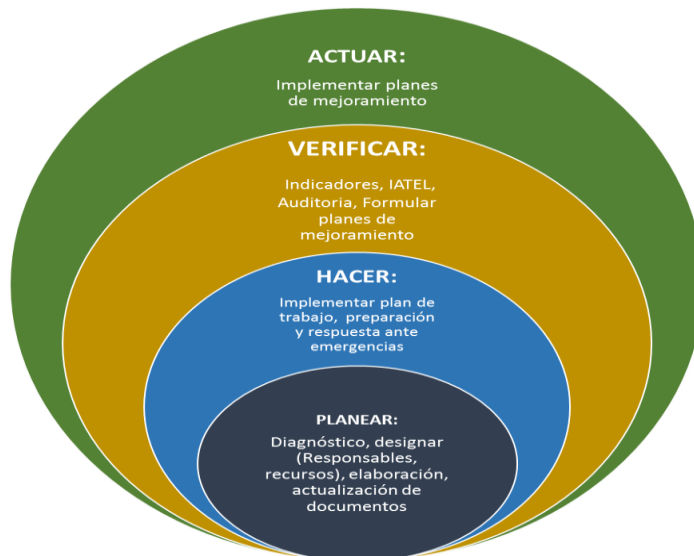 ACTUAR:
Implementar planes
de mejoramiento
VERIFICAR:
Indicadores, IATEL,
Auditoria, Formular
planes de
mejoramiento
HACER:
Implementar plan de
trabajo, preparación
y respuesta ante
emergencias
PLANEAR:
Diagnóstico, designar
(Responsables,
recursos), elaboración,
actualización de
documentos